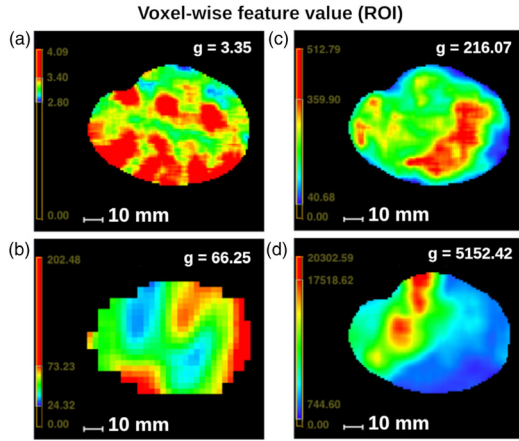 Voxel-wise feature value (ROI)
(a)
4.09
3.40
2.80
0.00
g = 3.35
10 mm
(c)
512.79
359.90
40.68
0.00
g = 216.07
10 mm
(b)
202.48
73.23
24.32
0.00
g = 66.25
10 mm
(d)
20302.59
17518.62
744.60
0.00
g = 5152.42
10 mm